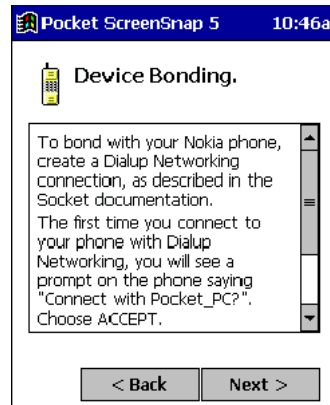 Pocket ScreenSnap 5 10:46a
Device Bonding.
To bond with your Nokia phone,
create a Dialup Networking
connection, as described in the
Socket documentation.
The first time you connect to
your phone with Dialup
Networking, you will see a
prompt on the phone saying
"Connect with Pocket_PC?".
Choose ACCEPT.
< Back Next >